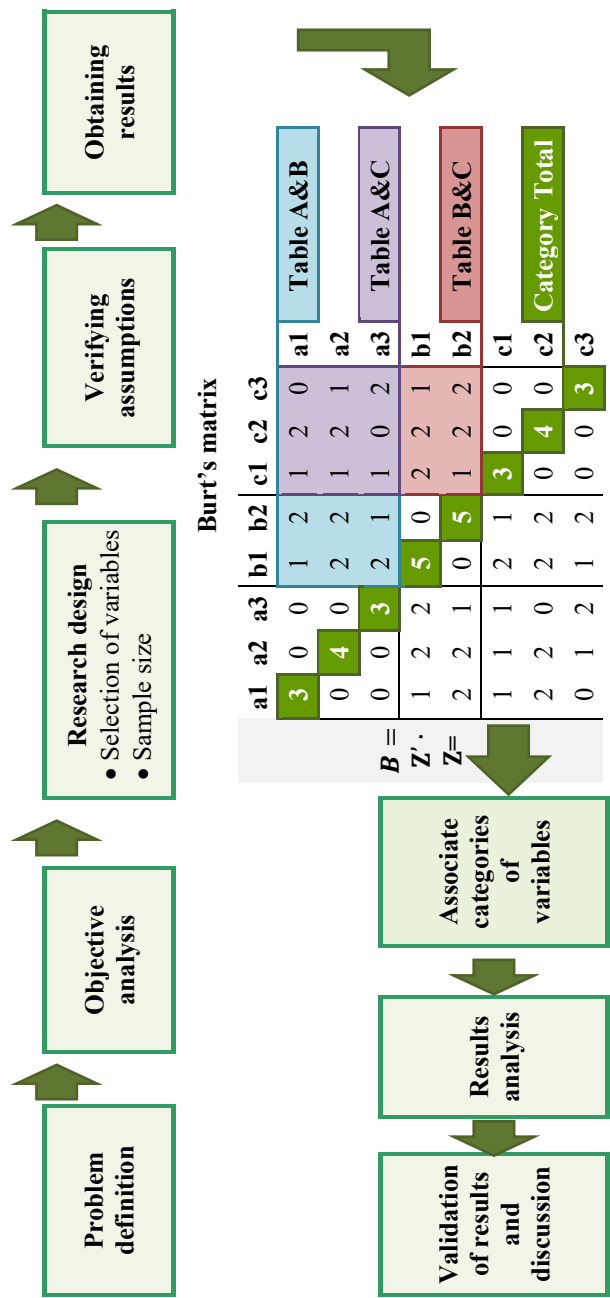 Problem
definition
Objective
analysis
Research design
• Selection of variables
• Sample size
Verifying
assumptions
Obtaining
results
Burt's matrix
a1 a2 a3 b1 b2 c1 c2 c3
3 0 0 1 2 1 2 0 a1 Table A&B
0 4 0 2 2 1 2 1 a2
0 0 3 2 1 1 0 2 a3 Table A&C
B =
Z' ·
Z=
1 2 2 5 0 2 2 1 b1
2 2 1 0 5 1 2 2 b2 Table B&C
1 1 1 2 1 3 0 0 c1
2 2 0 2 2 0 4 0 c2 Category Total
0 1 2 1 2 0 0 3 c3
Associate
categories
of
variables
Results
analysis
Validation
of results
and
discussion